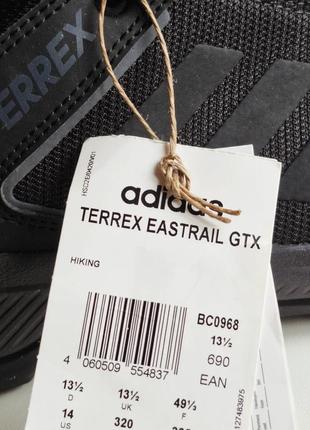 TERREX
adidas
TERREX EASTRAIL GTX
HIKING
BC0968
13½
690
EAN
4 060509 554837
13½ 13½ 49⅓
D UK F
14 320
US
127483975